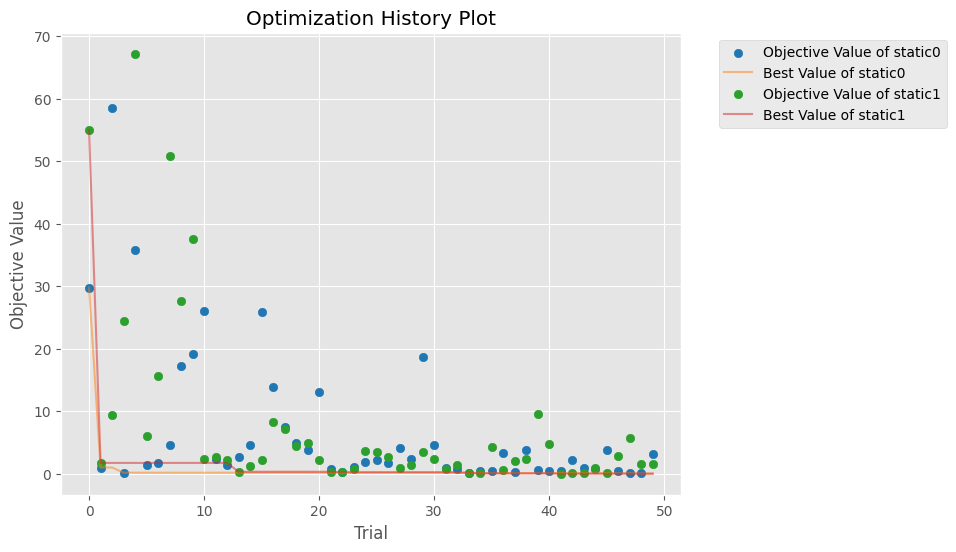 Optimization History Plot
Objective Value
70
60
50
40
30
20
10
0
0 10 20 30 40 50
Trial
Objective Value of static0
Best Value of static0
Objective Value of static1
Best Value of static1